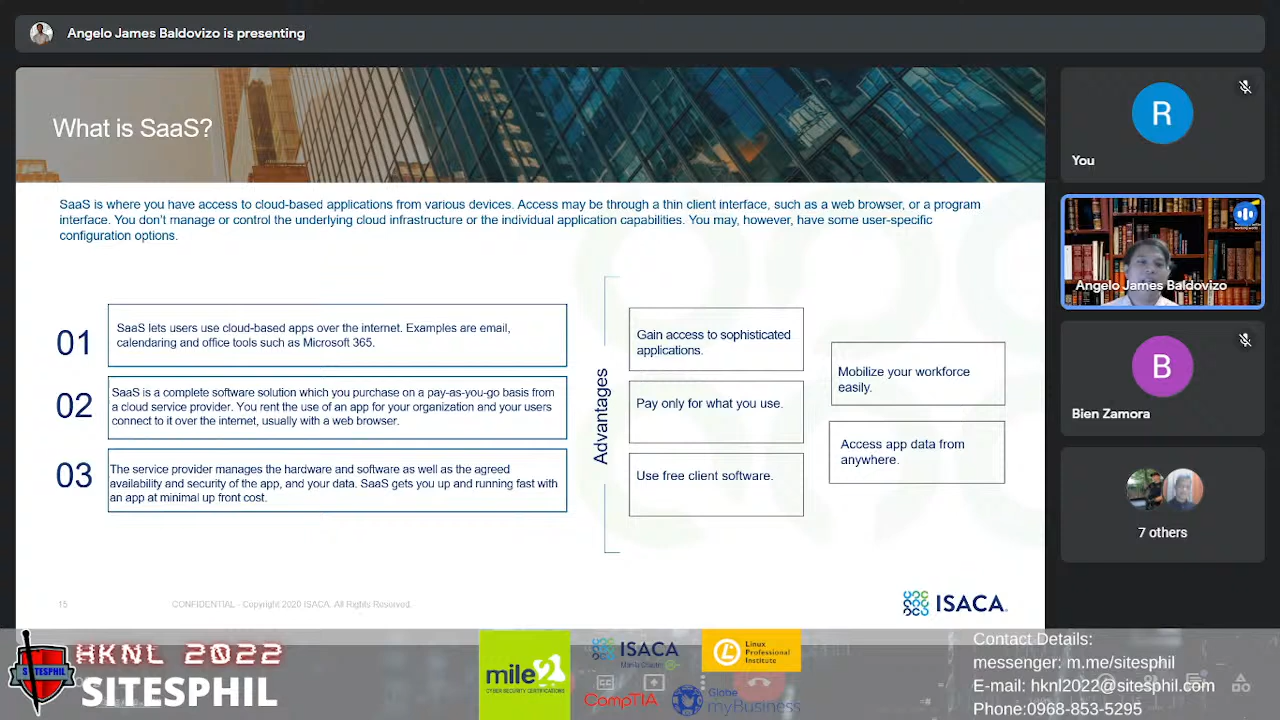 Angelo James Baldovizo is presenting
What is SaaS?
SaaS is where you have access to cloud-based applications from various devices. Access may be through a thin client interface, such as a web browser, or a program
interface. You don't manage or control the underlying cloud infrastructure or the individual application capabilities. You may, however, have some user-specific
configuration options.
01
SaaS lets users use cloud-based apps over the internet. Examples are email,
calendaring and office tools such as Microsoft 365.
02
SaaS is a complete software solution which you purchase on a pay-as-you-go basis from
a cloud service provider. You rent the use of an app for your organization and your users
connect to it over the internet, usually with a web browser.
03
The service provider manages the hardware and software as well as the agreed
availability and security of the app, and your data. SaaS gets you up and running fast with
an app at minimal up front cost.
Advantages
Gain access to sophisticated
applications.
Pay only for what you use.
Use free client software.
Mobilize your workforce
easily.
Access app data from
anywhere.
15
CONFIDENTIAL - Copyright 2020 ISACA. All Rights Reserved.
ISACA.
R
You
Angelo James Baldovizo
B
Bien Zamora
7 others
SITESPHIL
HKNL 2022
SITESPHIL
mile2
CYBER SECURITY CERTIFICATIONS
ISACA
Manila Chapter
Linux
Professional
Institute
CompTIA
Globe
myBusiness
Contact Details:
messenger: m.me/sitesphil
E-mail: hknl2022@sitesphil.com
Phone:0968-853-5295